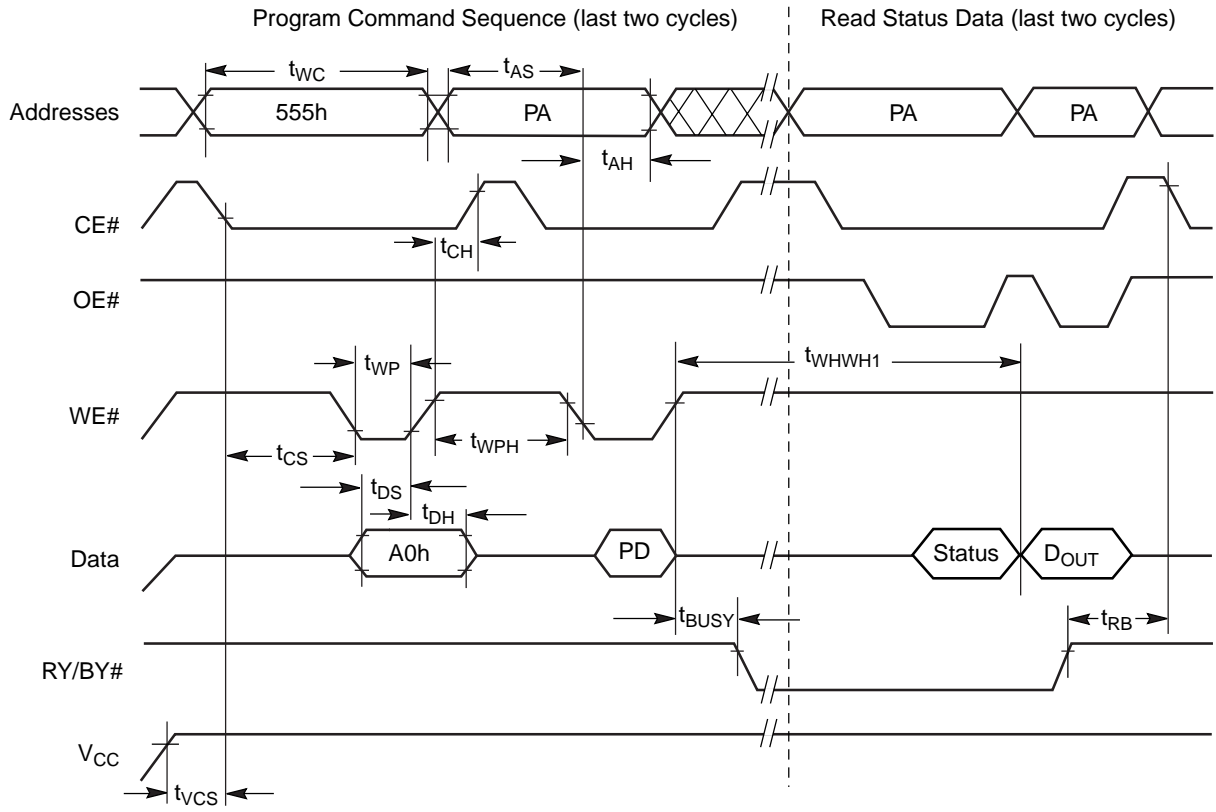 Program Command Sequence (last two cycles) Read Status Data (last two cycles)
tWC tAS
Addresses 555h PA PA PA
tAH
CE#
tCH
OE#
tWP tWHWH1
WE#
tCS tWPH
tDS
tDH
Data A0h PD Status DOUT
tBUSY tRB
RY/BY#
VCC
tVCS